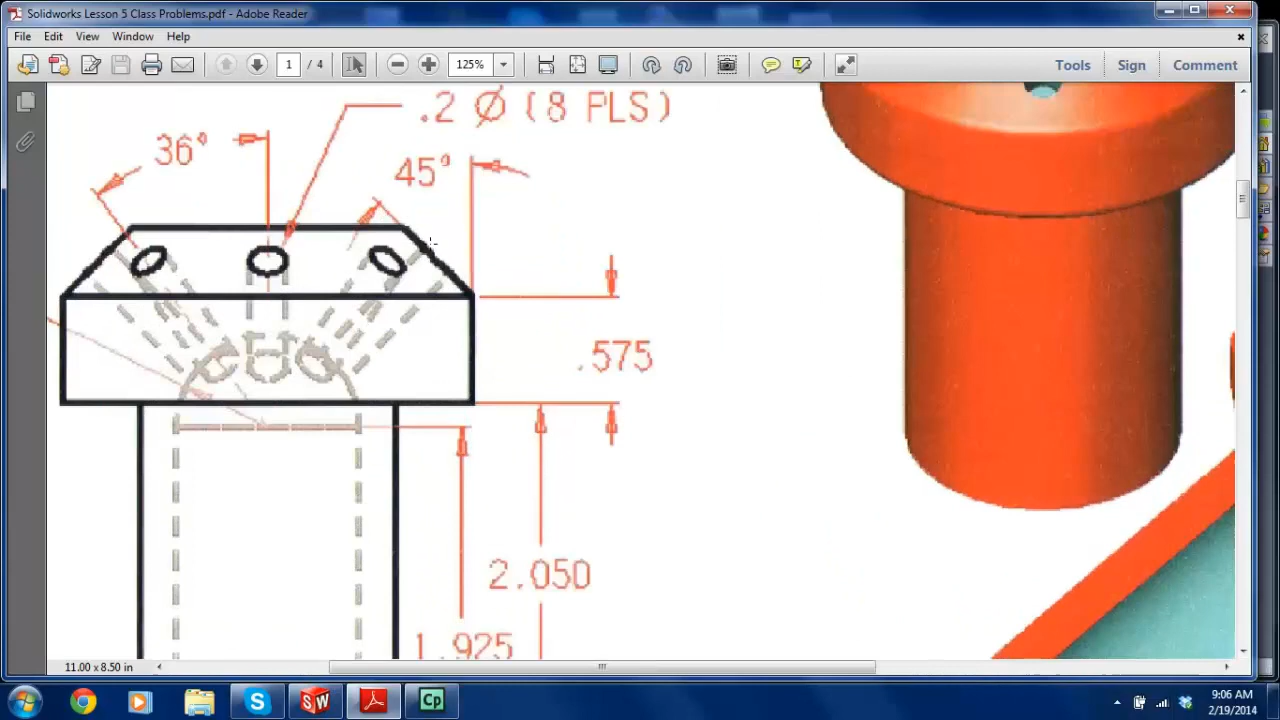 Solidworks Lesson 5 Class Problems.pdf - Adobe Reader
File Edit View Window Help
1 / 4 125% Tools Sign Comment
.2 Ø (8 PLS)
36°
45°
.575
2.050
1.925
11.00 x 8.50 in
9:06 AM
2/19/2014